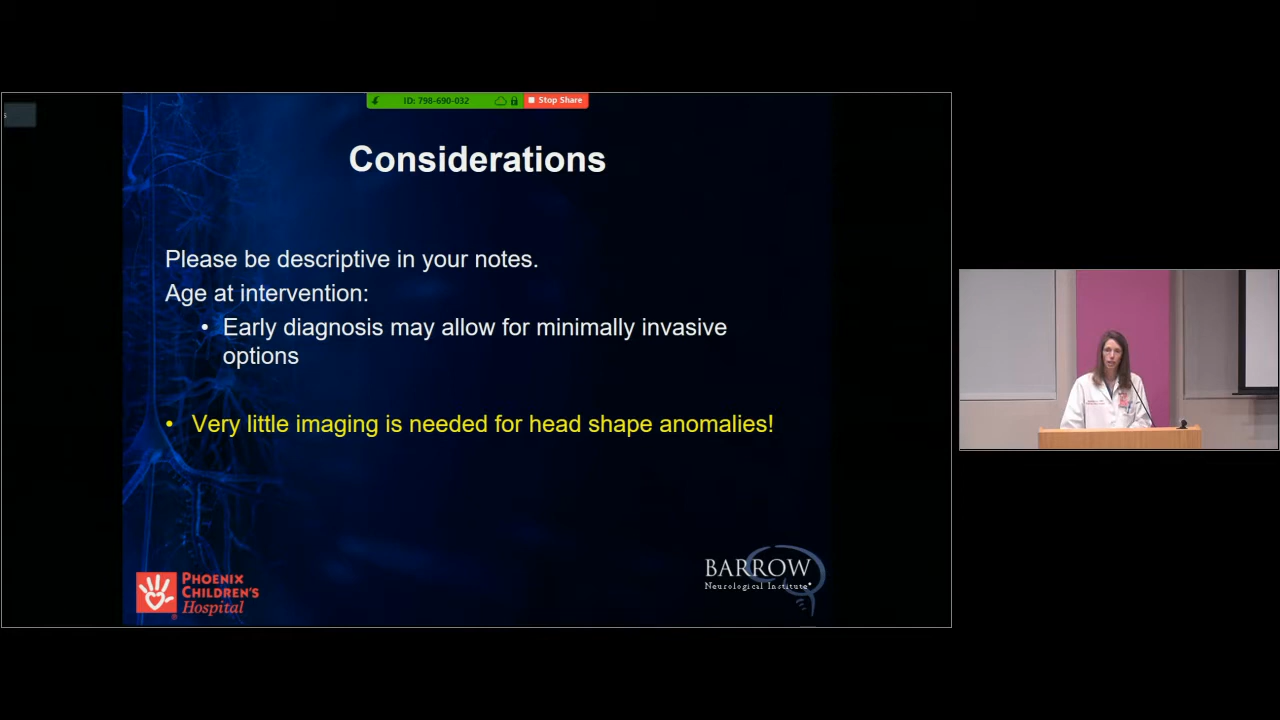 ID: 798-690-032
Stop Share
s
Considerations
Please be descriptive in your notes.
Age at intervention:
• Early diagnosis may allow for minimally invasive
options
• Very little imaging is needed for head shape anomalies!
PHOENIX
CHILDREN'S
Hospital
BARROW
Neurological Institute®